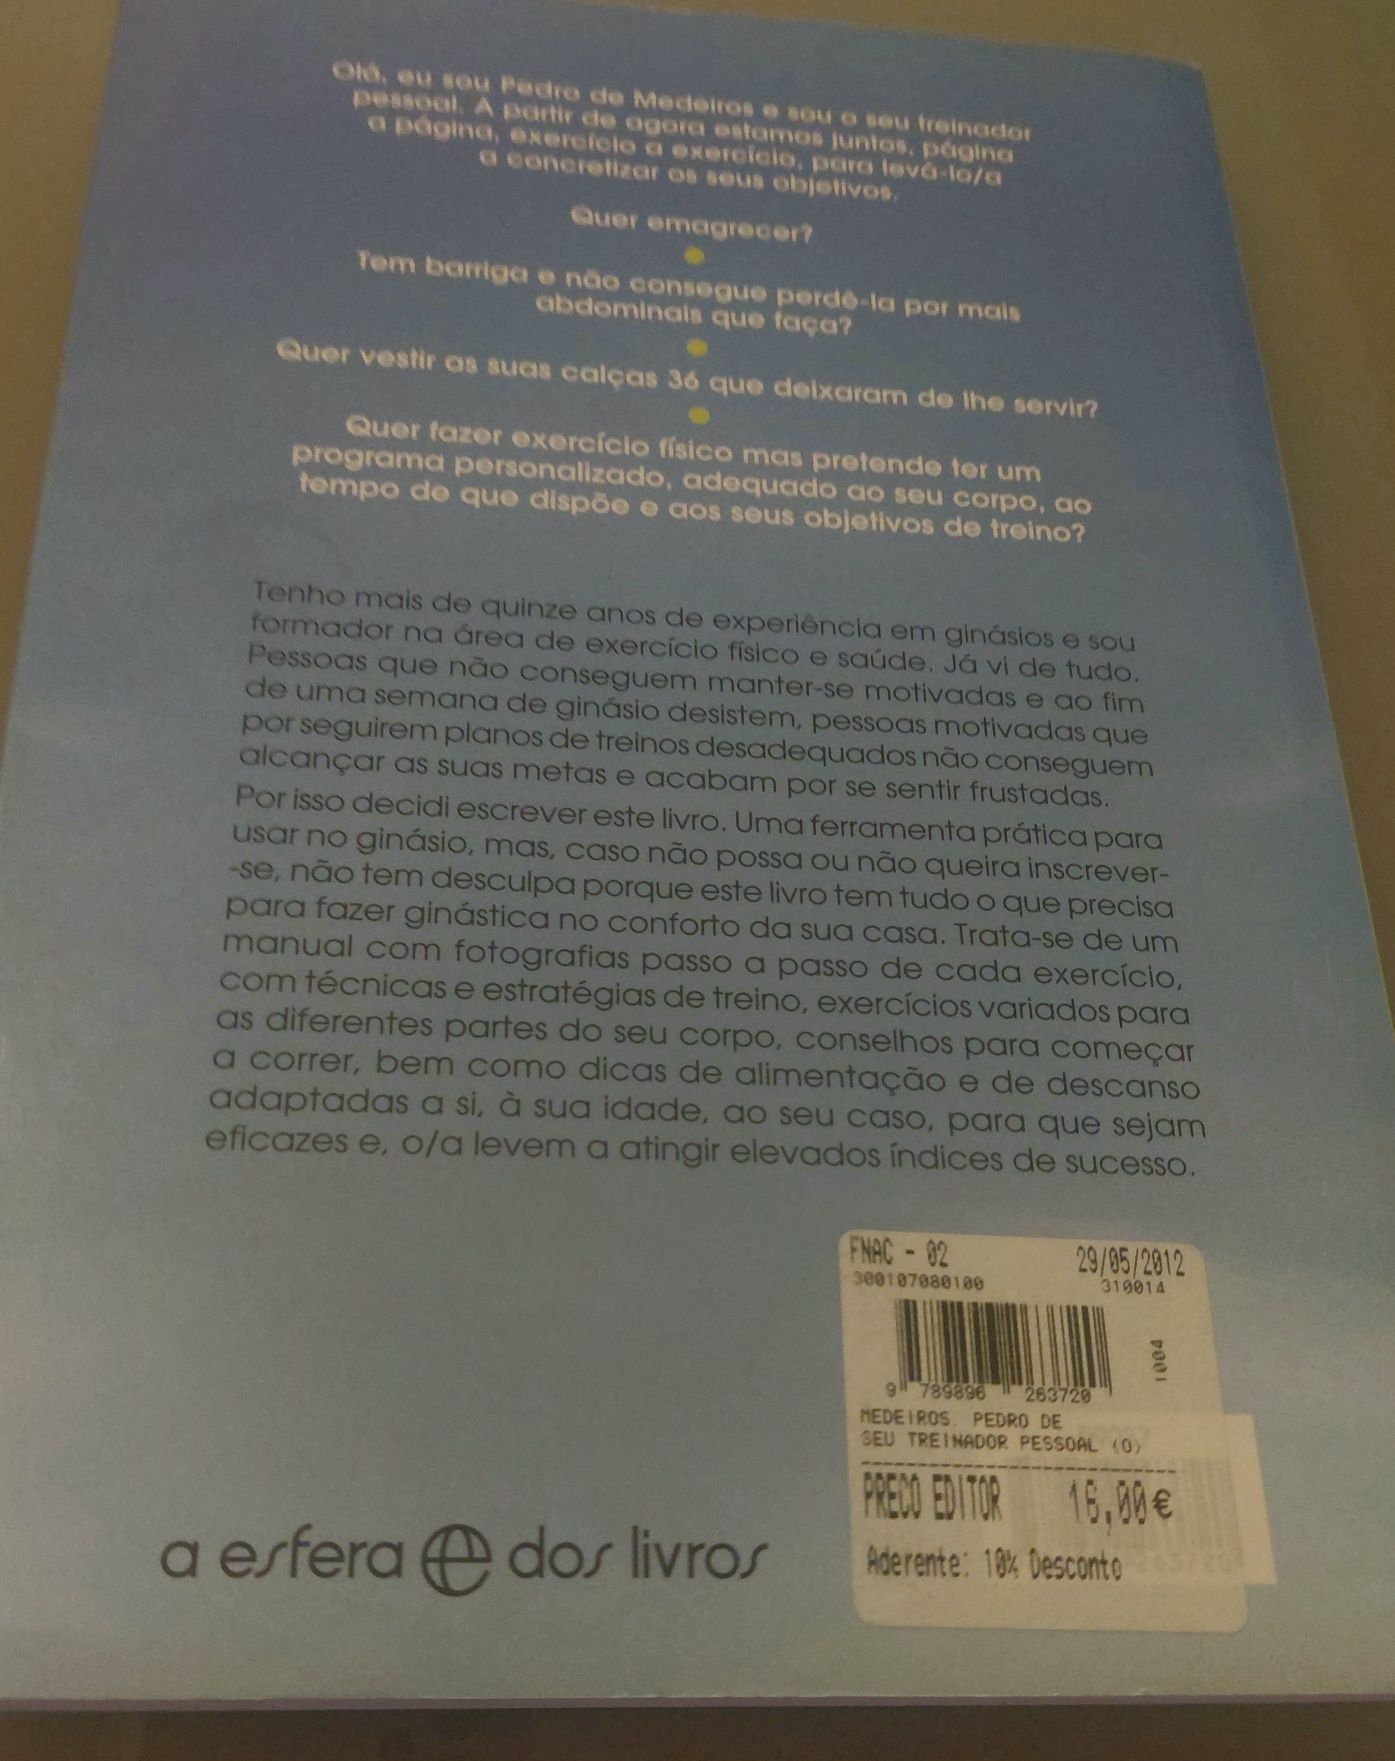 Olá, eu sou Pedro de Medeiros e sou o seu treinador
pessoal. A partir de agora estamos juntos, página
a página, exercício a exercício, para levá-lo/a
a concretizar os seus objetivos.
Quer emagrecer?
Tem barriga e não consegue perdê-la por mais
abdominais que faça?
Quer vestir as suas calças 36 que deixaram de lhe servir?
Quer fazer exercício físico mas pretende ter um
programa personalizado, adequado ao seu corpo, ao
tempo de que dispõe e aos seus objetivos de treino?
Tenho mais de quinze anos de experiência em ginásios e sou
formador na área de exercício físico e saúde. Já vi de tudo.
Pessoas que não conseguem manter-se motivadas e ao fim
de uma semana de ginásio desistem, pessoas motivadas que
por seguirem planos de treinos desadequados não conseguem
alcançar as suas metas e acabam por se sentir frustadas.
Por isso decidi escrever este livro. Uma ferramenta prática para
usar no ginásio, mas, caso não possa ou não queira inscrever-
-se, não tem desculpa porque este livro tem tudo o que precisa
para fazer ginástica no conforto da sua casa. Trata-se de um
manual com fotografias passo a passo de cada exercício,
com técnicas e estratégias de treino, exercícios variados para
as diferentes partes do seu corpo, conselhos para começar
a correr, bem como dicas de alimentação e de descanso
adaptadas a si, à sua idade, ao seu caso, para que sejam
eficazes e, o/a levem a atingir elevados índices de sucesso.
FNAC - 02 29/05/2012
300107080100 310014
1004
9 789896 263720
MEDEIROS, PEDRO DE
SEU TREINADOR PESSOAL (O)
PRECO EDITOR 16,00€
Aderente: 10% Desconto
a esfera e dos livros